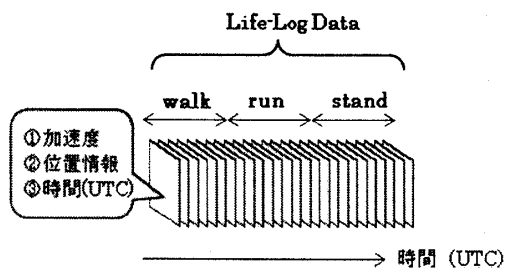 Life-Log Data
walk run stand
①加速度
②位置情報
③時間(UTC)
時間 (UTC)